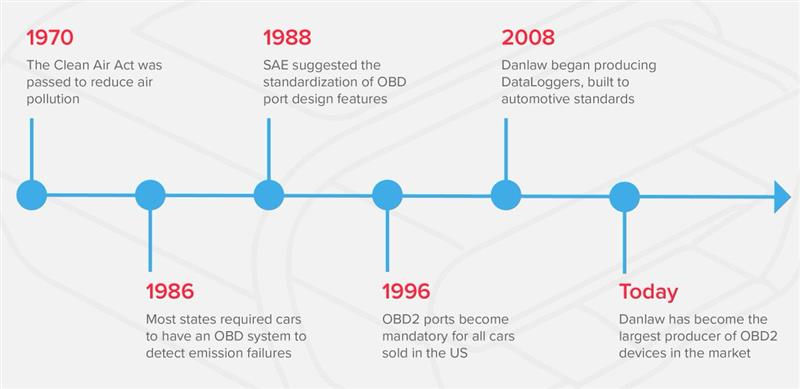 1970
The Clean Air Act was
passed to reduce air
pollution
1986
Most states required cars
to have an OBD system to
detect emission failures
1988
SAE suggested the
standardization of OBD
port design features
1996
OBD2 ports become
mandatory for all cars
sold in the US
2008
Danlaw began producing
DataLoggers, built to
automotive standards
Today
Danlaw has become the
largest producer of OBD2
devices in the market